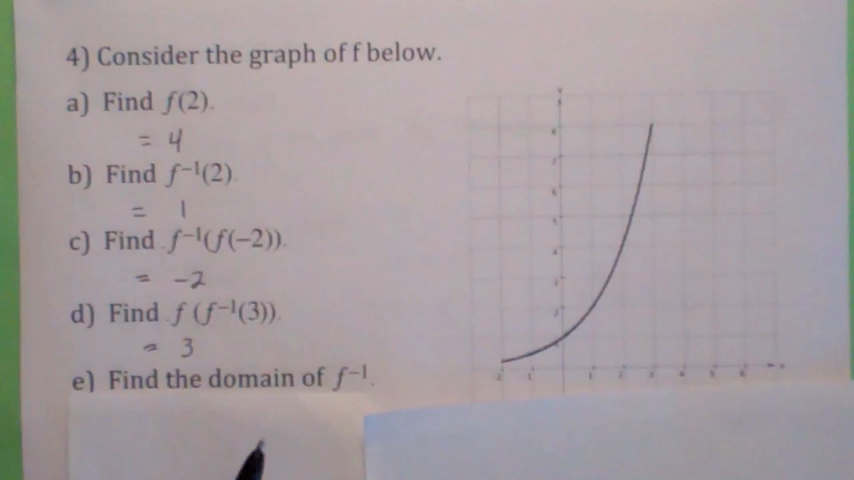 4) Consider the graph of f below.
a) Find f(2).
= 4
b) Find f⁻¹(2).
= 1
c) Find f⁻¹(f(−2)).
= -2
d) Find f (f⁻¹(3)).
= 3
e) Find the domain of f⁻¹.